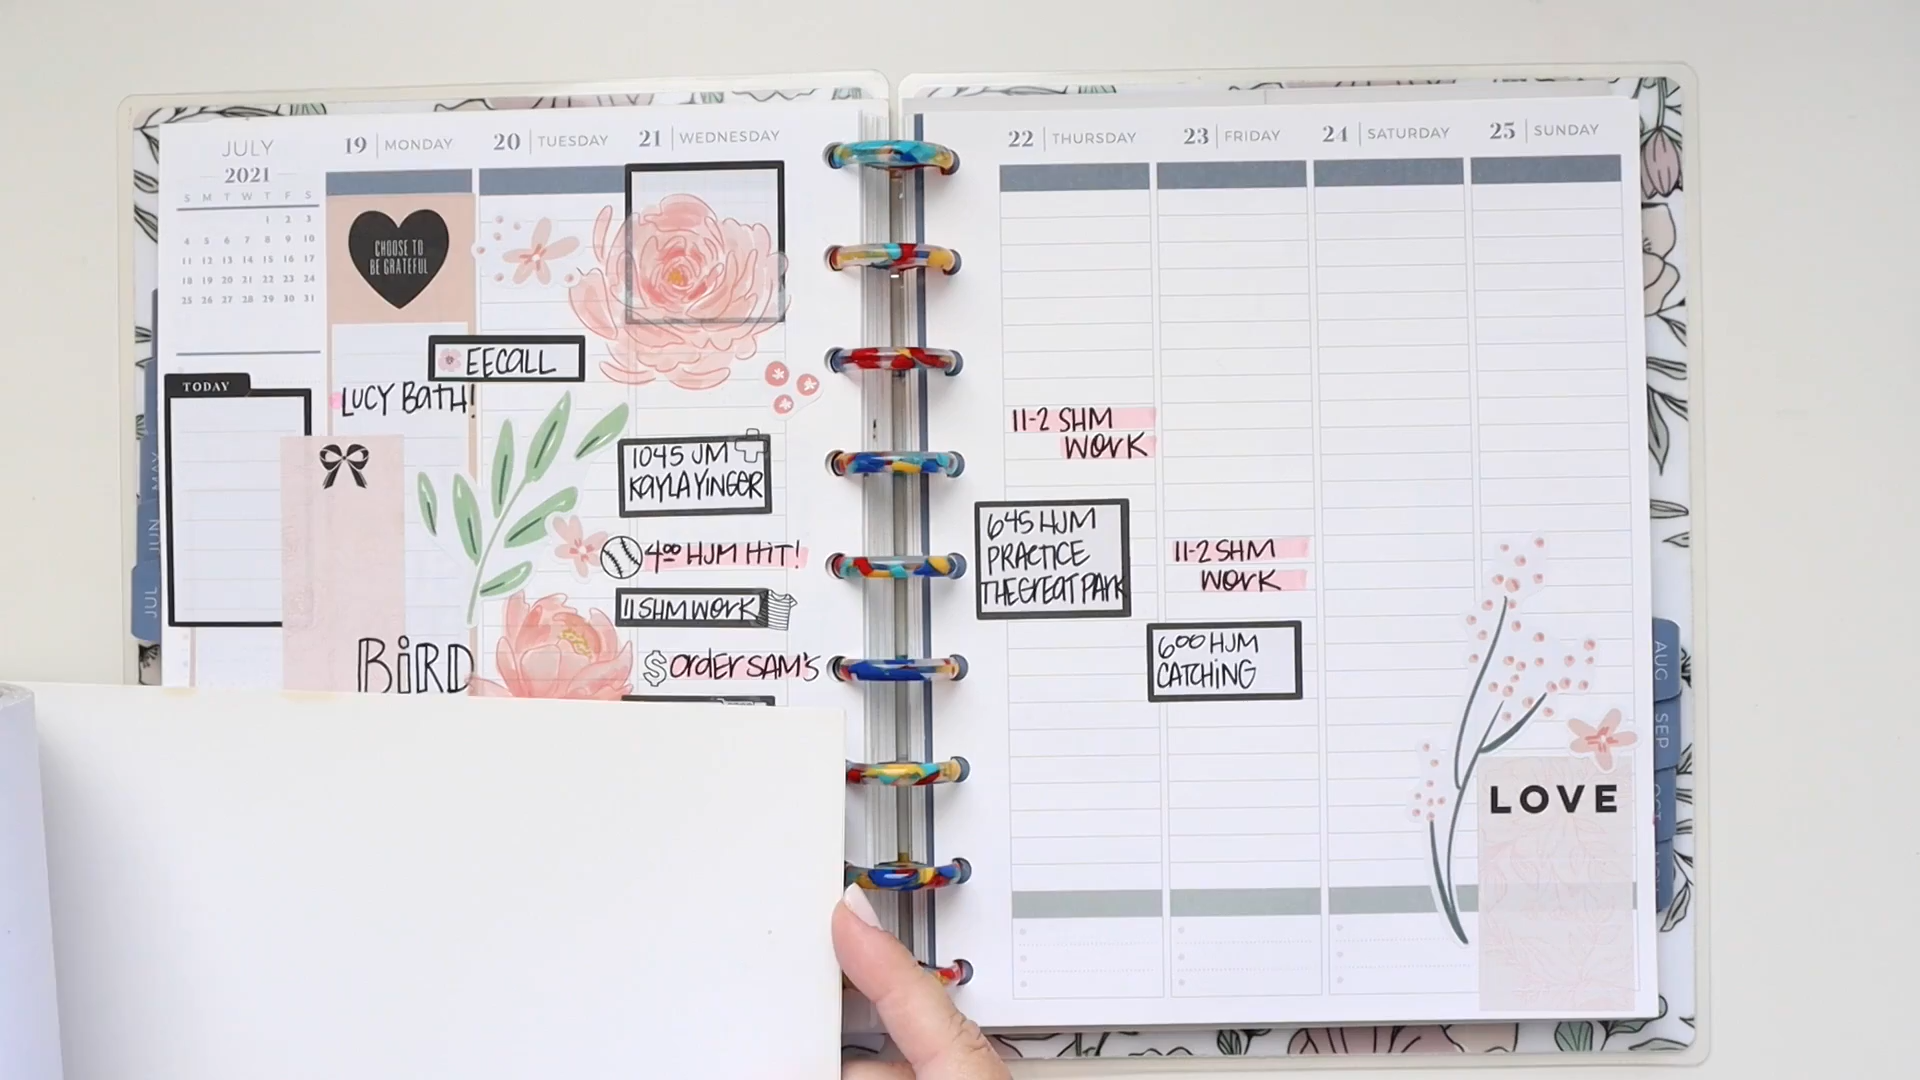 JULY
2021
S M T W T F S
1 2 3
4 5 6 7 8 9 10
11 12 13 14 15 16 17
18 19 20 21 22 23 24
25 26 27 28 29 30 31
TODAY
19 MONDAY
CHOOSE TO
BE GRATEFUL
EECALL
LUCY BATH!
BiRD
20 TUESDAY
21 WEDNESDAY
1045 JM
KAYLA YINGER
4:00 HJM HiT!
11 SHM WORK
$ OrdEr SAM'S
22 THURSDAY
11-2 SHM
WORK
645 HJM
PRACTICE
THE GREAT PARK
23 FRIDAY
11-2 SHM
WORK
6:00 HJM
CATCHING
24 SATURDAY
25 SUNDAY
LOVE
MAY
JUN
JUL
AUG
SEP
OCT